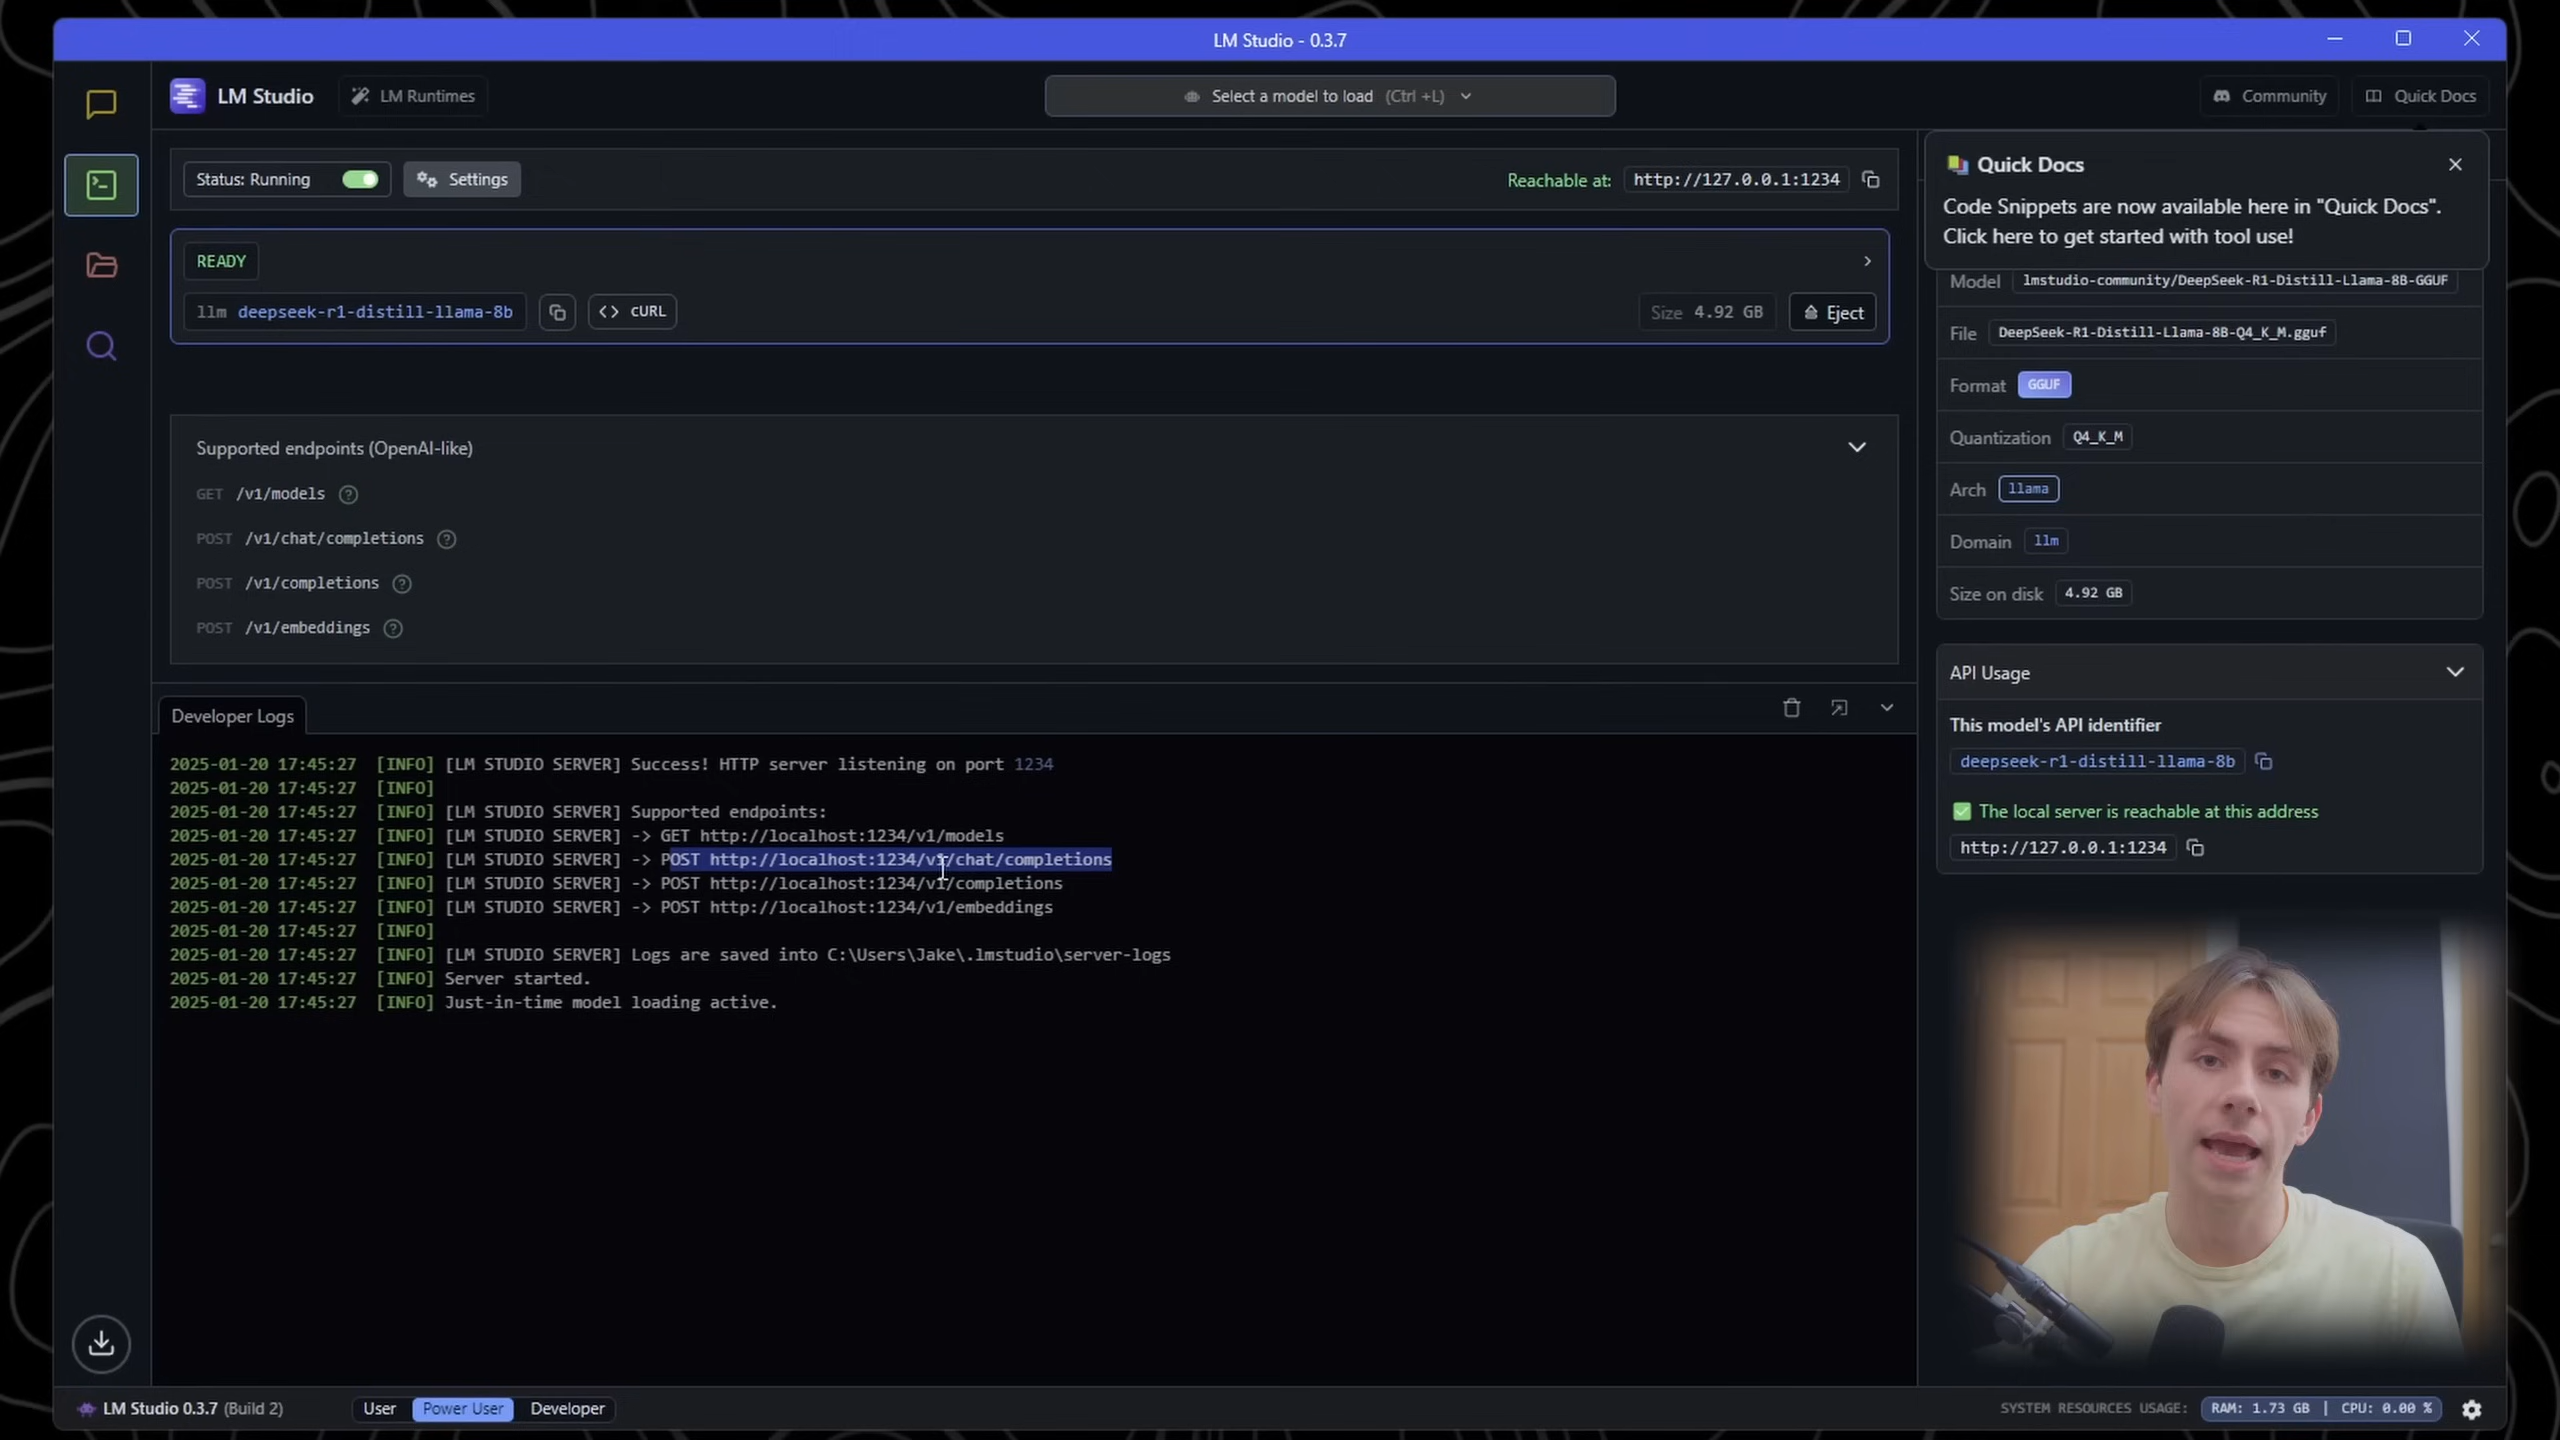 LM Studio - 0.3.7
LM Studio
LM Runtimes
Select a model to load (Ctrl +L)
Community
Quick Docs
Status: Running
Settings
Reachable at: http://127.0.0.1:1234
Quick Docs
Code Snippets are now available here in "Quick Docs".
Click here to get started with tool use!
READY
llm deepseek-r1-distill-llama-8b
cURL
Size 4.92 GB
Eject
Model lmstudio-community/DeepSeek-R1-Distill-Llama-8B-GGUF
File DeepSeek-R1-Distill-Llama-8B-Q4_K_M.gguf
Format GGUF
Quantization Q4_K_M
Arch llama
Domain llm
Size on disk 4.92 GB
Supported endpoints (OpenAI-like)
GET /v1/models
POST /v1/chat/completions
POST /v1/completions
POST /v1/embeddings
API Usage
This model's API identifier
deepseek-r1-distill-llama-8b
The local server is reachable at this address
http://127.0.0.1:1234
Developer Logs
2025-01-20 17:45:27 [INFO] [LM STUDIO SERVER] Success! HTTP server listening on port 1234
2025-01-20 17:45:27 [INFO]
2025-01-20 17:45:27 [INFO] [LM STUDIO SERVER] Supported endpoints:
2025-01-20 17:45:27 [INFO] [LM STUDIO SERVER] -> GET http://localhost:1234/v1/models
2025-01-20 17:45:27 [INFO] [LM STUDIO SERVER] -> POST http://localhost:1234/v1/chat/completions
2025-01-20 17:45:27 [INFO] [LM STUDIO SERVER] -> POST http://localhost:1234/v1/completions
2025-01-20 17:45:27 [INFO] [LM STUDIO SERVER] -> POST http://localhost:1234/v1/embeddings
2025-01-20 17:45:27 [INFO]
2025-01-20 17:45:27 [INFO] [LM STUDIO SERVER] Logs are saved into C:\Users\Jake\.lmstudio\server-logs
2025-01-20 17:45:27 [INFO] Server started.
2025-01-20 17:45:27 [INFO] Just-in-time model loading active.
LM Studio 0.3.7 (Build 2)
User
Power User
Developer
SYSTEM RESOURCES USAGE: RAM: 1.73 GB | CPU: 0.00 %